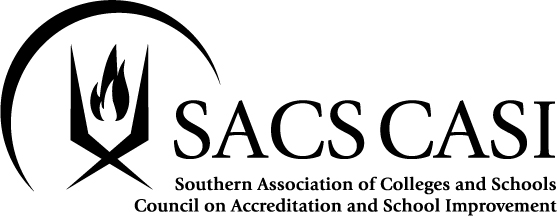 SACS CASI
Southern Association of Colleges and Schools
Council on Accreditation and School Improvement